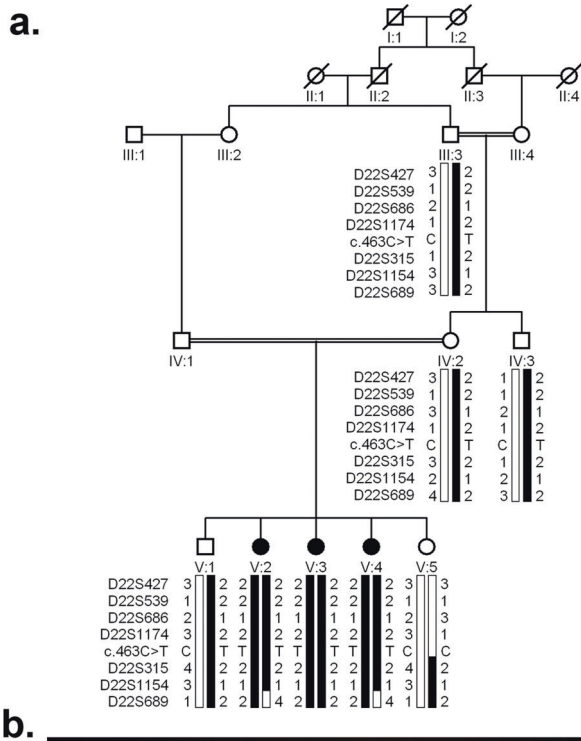 a.
I:1 I:2
II:1 II:2 II:3 II:4
III:1 III:2 III:3 III:4
D22S427 3 2
D22S539 1 2
D22S686 2 1
D22S1174 1 2
c.463C>T C T
D22S315 1 2
D22S1154 3 1
D22S689 3 2
IV:1 IV:2 IV:3
D22S427 3 2 1 2
D22S539 1 2 1 2
D22S686 3 1 2 1
D22S1174 1 2 1 2
c.463C>T C T C T
D22S315 3 2 1 2
D22S1154 2 1 1 1
D22S689 4 2 3 2
V:1 V:2 V:3 V:4 V:5
D22S427 3 2 2 2 2 2 2 2 3 3
D22S539 1 2 2 2 2 2 2 2 1 1
D22S686 2 1 1 1 1 1 1 1 2 3
D22S1174 3 2 2 2 2 2 2 2 3 1
c.463C>T C T T T T T T T C C
D22S315 4 2 2 2 2 2 2 2 4 2
D22S1154 3 1 1 1 1 1 1 1 3 1
D22S689 1 2 2 4 2 2 2 4 1 2
b.